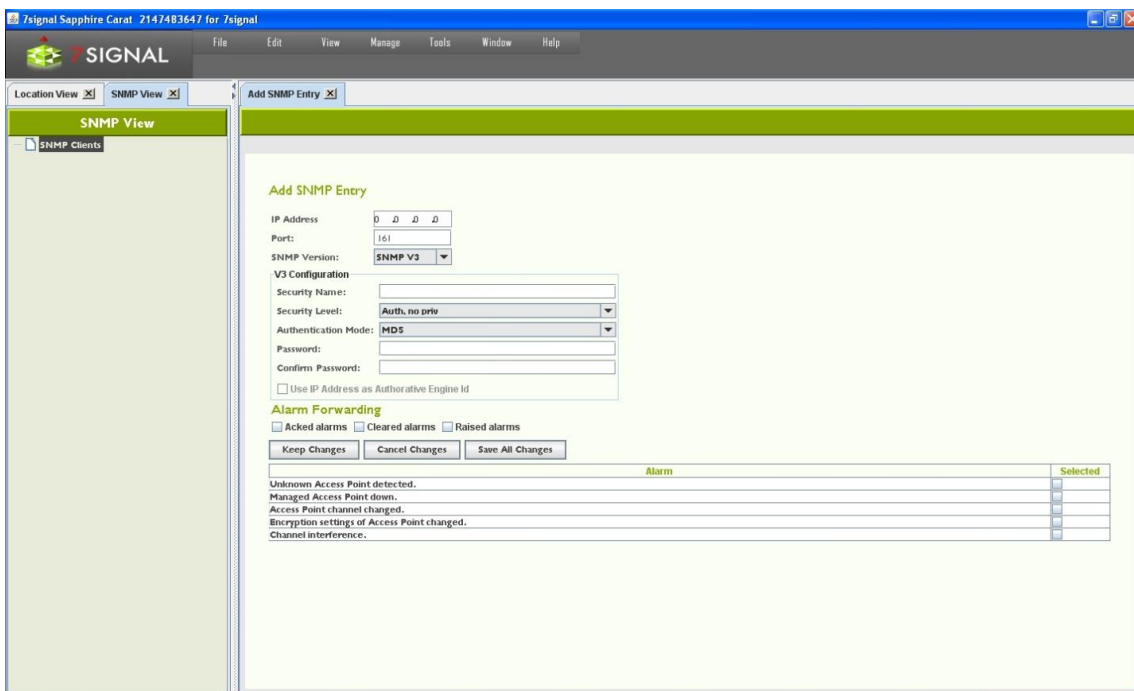 7signal Sapphire Carat 2147483647 for 7signal
7SIGNAL
File Edit View Manage Tools Window Help
Location View SNMP View
Add SNMP Entry
SNMP View
SNMP Clients
Add SNMP Entry
IP Address 0 .0 .0 .0
Port: 161
SNMP Version: SNMP V3
V3 Configuration
Security Name:
Security Level: Auth, no priv
Authentication Mode: MD5
Password:
Confirm Password:
Use IP Address as Authorative Engine Id
Alarm Forwarding
Acked alarms Cleared alarms Raised alarms
Keep Changes Cancel Changes Save All Changes
Alarm Selected
Unknown Access Point detected.
Managed Access Point down.
Access Point channel changed.
Encryption settings of Access Point changed.
Channel interference.